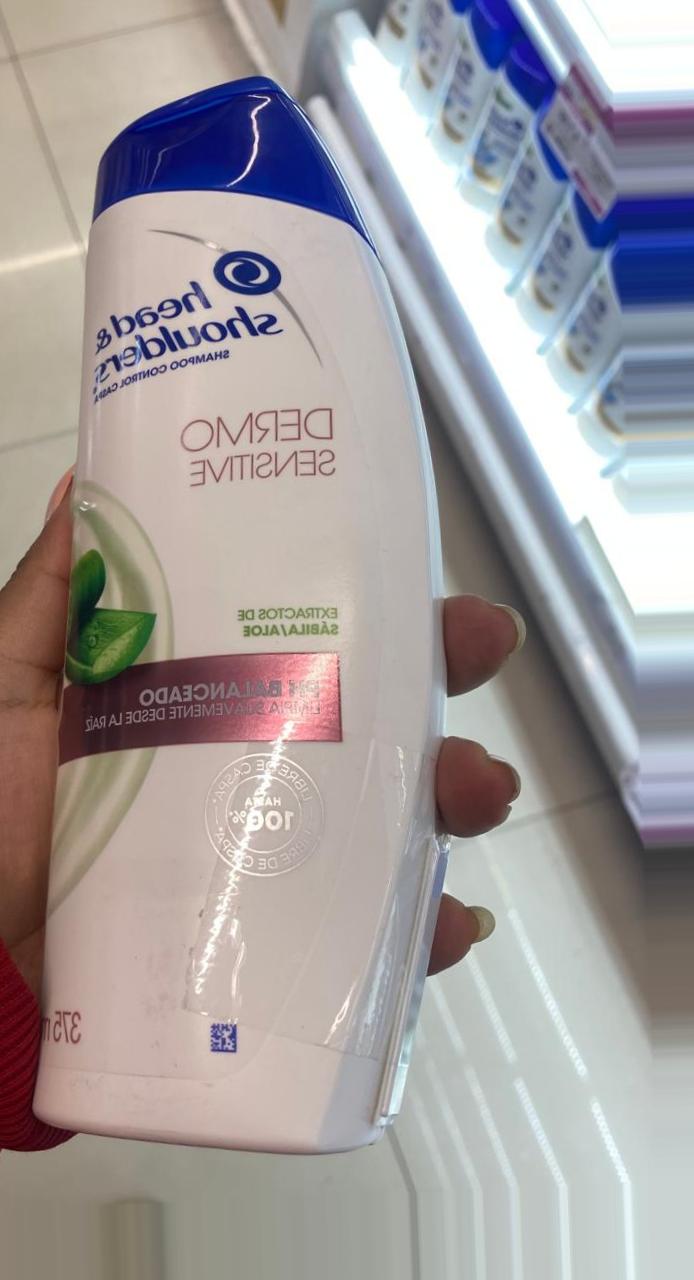 head &
shoulders
SHAMPOO CONTROL CASPA
DERMO
SENSITIVE
EXTRACTOS DE
SÁBILA/ALOE
PH BALANCEADO
LIMPIA SUAVEMENTE DESDE LA RAÍZ
LIBRE DE CASPA*
HASTA
100%*
LIBRE DE CASPA*
375 m